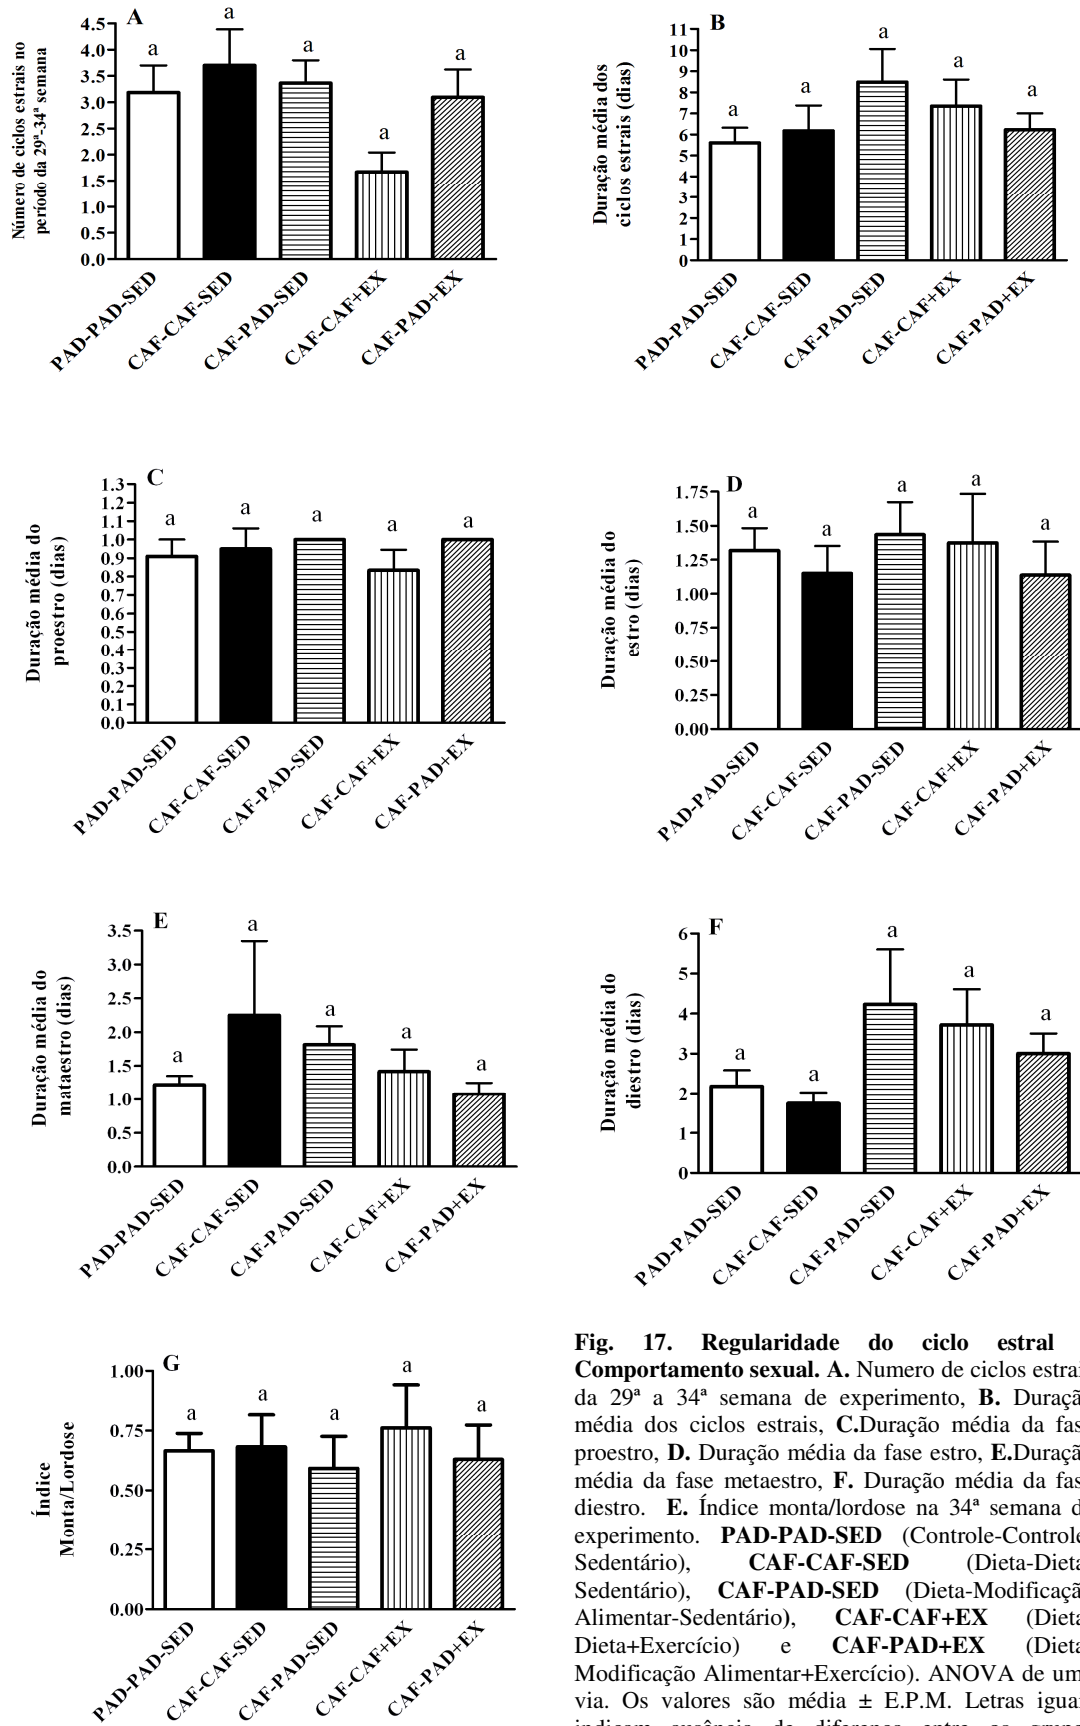 A
Número de ciclos estrais no
período da 29ª-34ª semana
4.5
4.0
3.5
3.0
2.5
2.0
1.5
1.0
0.5
0.0
a
a
a
a
a
PAD-PAD-SED
CAF-CAF-SED
CAF-PAD-SED
CAF-CAF+EX
CAF-PAD+EX
B
Duração média dos
ciclos estrais (dias)
11
10
9
8
7
6
5
4
3
2
1
0
a
a
a
a
a
PAD-PAD-SED
CAF-CAF-SED
CAF-PAD-SED
CAF-CAF+EX
CAF-PAD+EX
C
Duração média do
proestro (dias)
1.3
1.2
1.1
1.0
0.9
0.8
0.7
0.6
0.5
0.4
0.3
0.2
0.1
0.0
a
a
a
a
a
PAD-PAD-SED
CAF-CAF-SED
CAF-PAD-SED
CAF-CAF+EX
CAF-PAD+EX
D
Duração média do
estro (dias)
1.75
1.50
1.25
1.00
0.75
0.50
0.25
0.00
a
a
a
a
a
PAD-PAD-SED
CAF-CAF-SED
CAF-PAD-SED
CAF-CAF+EX
CAF-PAD+EX
E
Duração média do
mataestro (dias)
3.5
3.0
2.5
2.0
1.5
1.0
0.5
0.0
a
a
a
a
a
PAD-PAD-SED
CAF-CAF-SED
CAF-PAD-SED
CAF-CAF+EX
CAF-PAD+EX
F
Duração média do
diestro (dias)
6
5
4
3
2
1
0
a
a
a
a
a
PAD-PAD-SED
CAF-CAF-SED
CAF-PAD-SED
CAF-CAF+EX
CAF-PAD+EX
G
Índice
Monta/Lordose
1.00
0.75
0.50
0.25
0.00
a
a
a
a
a
PAD-PAD-SED
CAF-CAF-SED
CAF-PAD-SED
CAF-CAF+EX
CAF-PAD+EX
Fig. 17. Regularidade do ciclo estral
Comportamento sexual. A. Numero de ciclos estrai
da 29ª a 34ª semana de experimento, B. Duraçã
média dos ciclos estrais, C.Duração média da fas
proestro, D. Duração média da fase estro, E.Duraçã
média da fase metaestro, F. Duração média da fas
diestro. E. Índice monta/lordose na 34ª semana d
experimento. PAD-PAD-SED (Controle-Controle
Sedentário), CAF-CAF-SED (Dieta-Dieta
Sedentário), CAF-PAD-SED (Dieta-Modificaçã
Alimentar-Sedentário), CAF-CAF+EX (Dieta
Dieta+Exercício) e CAF-PAD+EX (Dieta
Modificação Alimentar+Exercício). ANOVA de um
via. Os valores são média ± E.P.M. Letras iguai
indicam ausência de diferença entre os grupo